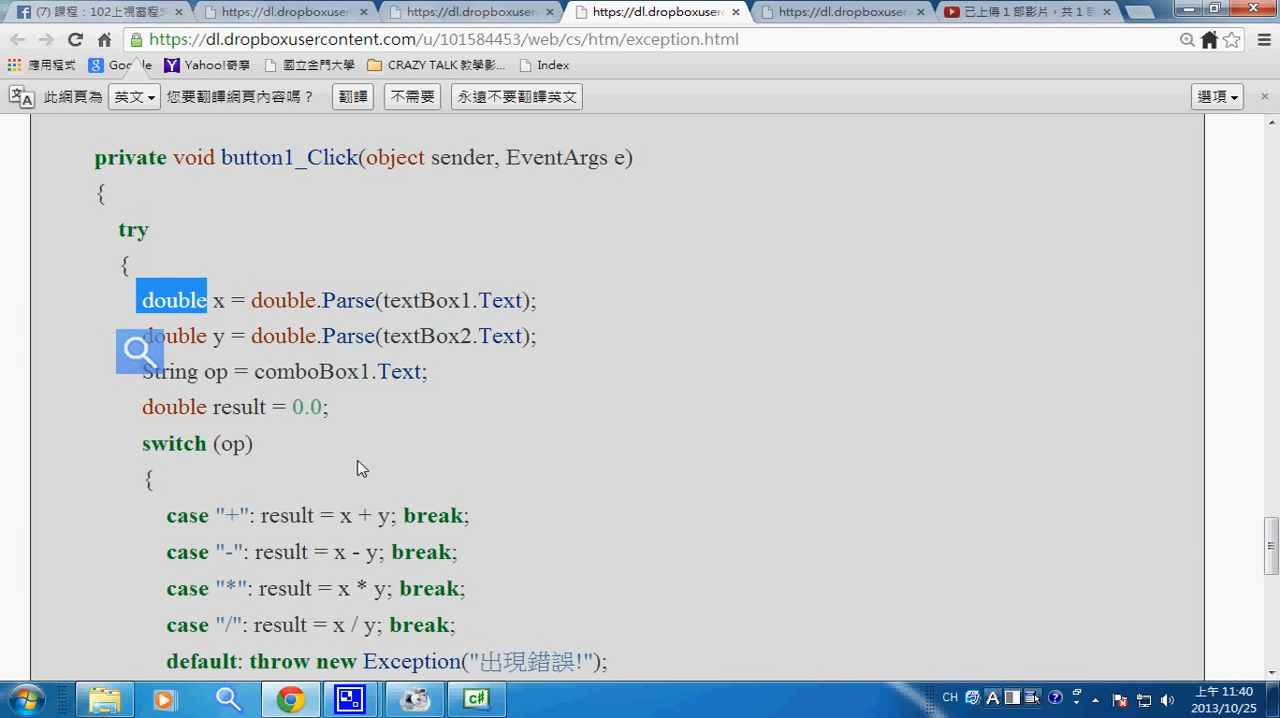 (7) 課程：102上視窗程式
https://dl.dropboxuser
https://dl.dropboxuser
https://dl.dropboxuser
https://dl.dropboxuser
已上傳 1 部影片，共 1
https://dl.dropboxusercontent.com/u/101584453/web/cs/htm/exception.html
應用程式
Yahoo!奇摩
國立金門大學
CRAZY TALK 教學影...
Index
此網頁為 英文 您要翻譯網頁內容嗎？ 翻譯 不需要 永遠不要翻譯英文 選項
private void button1_Click(object sender, EventArgs e)
{
try
{
double x = double.Parse(textBox1.Text);
double y = double.Parse(textBox2.Text);
String op = comboBox1.Text;
double result = 0.0;
switch (op)
{
case "+": result = x + y; break;
case "-": result = x - y; break;
case "*": result = x * y; break;
case "/": result = x / y; break;
default: throw new Exception("出現錯誤!");
CH
上午 11:40
2013/10/25